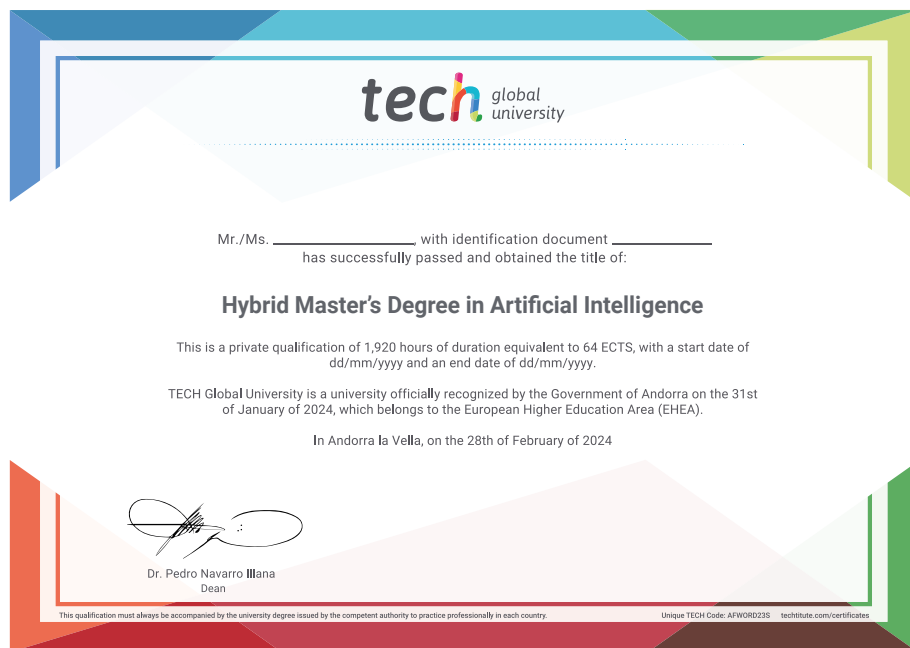 tech global
university
Mr./Ms. ________________, with identification document ____________
has successfully passed and obtained the title of:
Hybrid Master’s Degree in Artificial Intelligence
This is a private qualification of 1,920 hours of duration equivalent to 64 ECTS, with a start date of
dd/mm/yyyy and an end date of dd/mm/yyyy.
TECH Global University is a university officially recognized by the Government of Andorra on the 31st
of January of 2024, which belongs to the European Higher Education Area (EHEA).
In Andorra la Vella, on the 28th of February of 2024
Dr. Pedro Navarro Illana
Dean
This qualification must always be accompanied by the university degree issued by the competent authority to practice professionally in each country.
Unique TECH Code: AFWORD23S techtitute.com/certificates